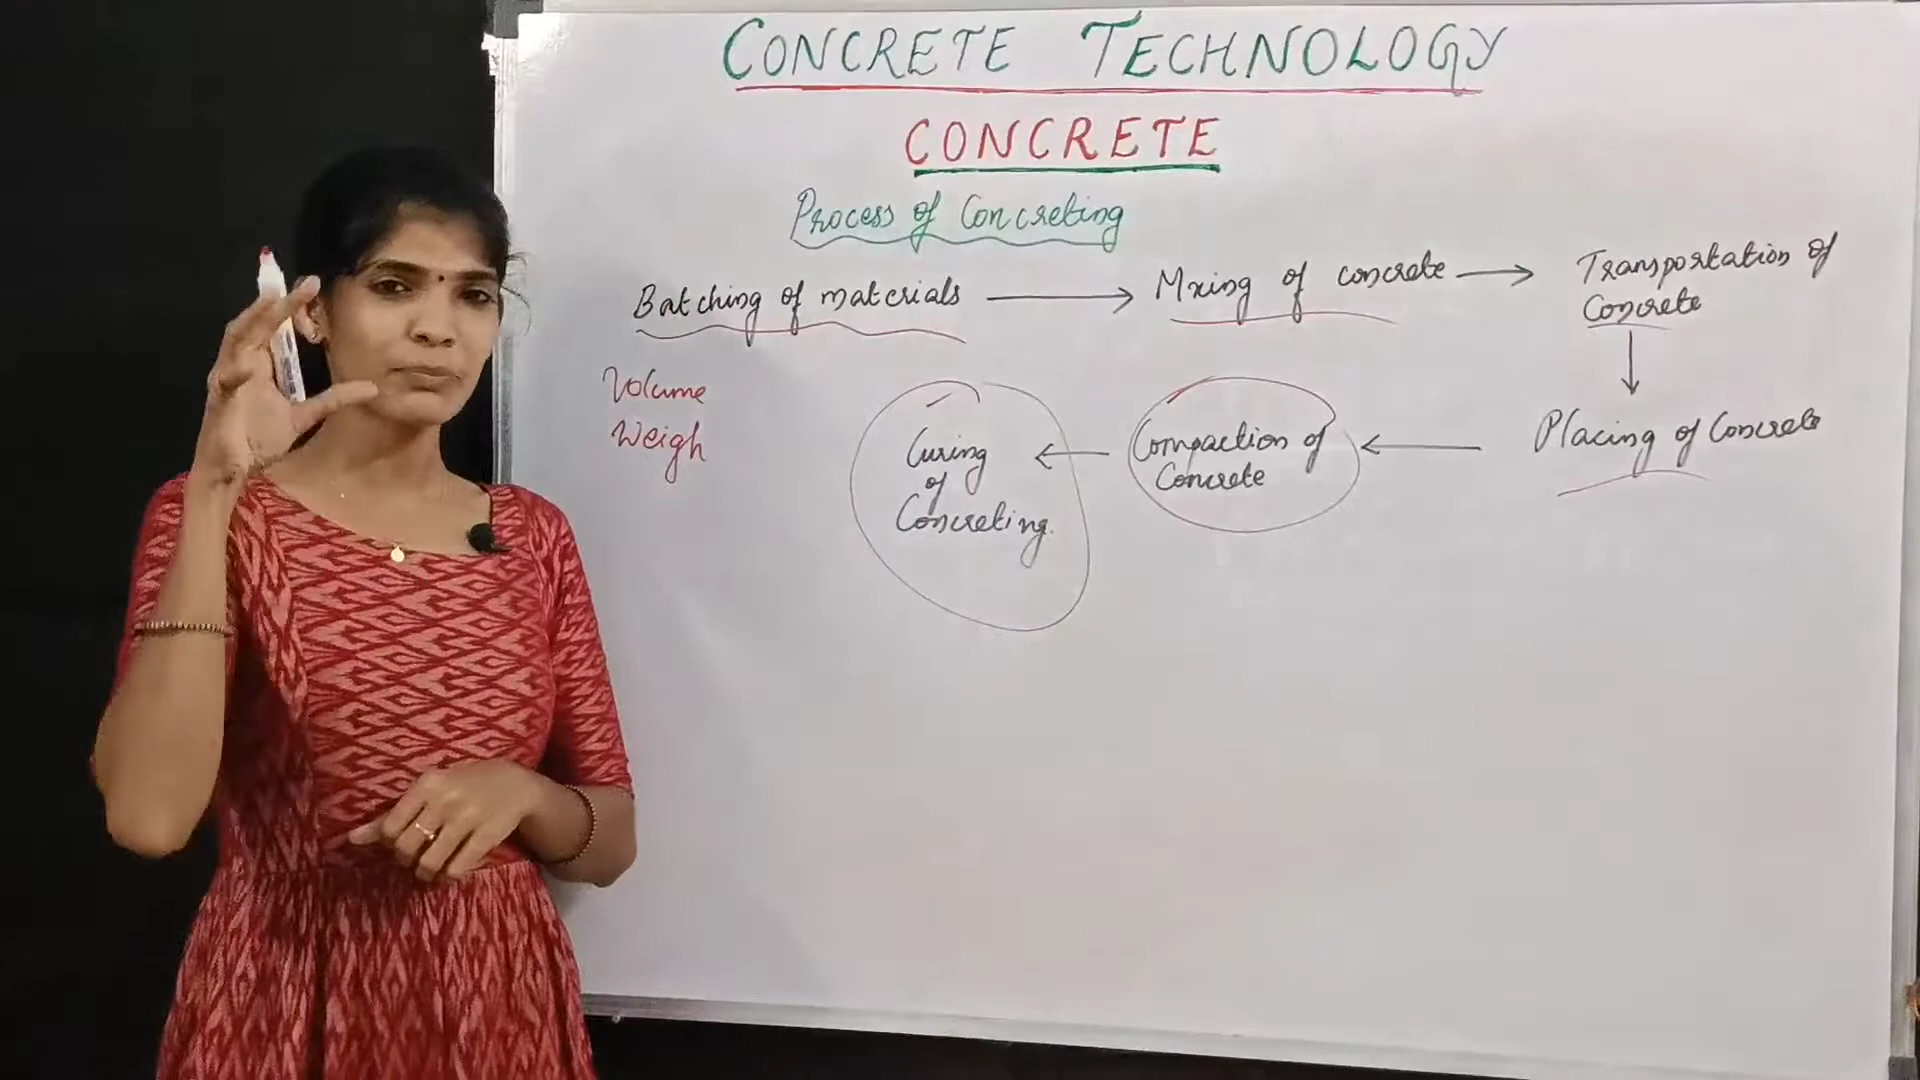 CONCRETE TECHNOLOGY
CONCRETE
Process of Concreting
Batching of materials → Mxing of concrete → Transportation of
Concrete
Volume
Weigh
Placing of Concrete
Compaction of
Concrete
Curing
of
Concreting.